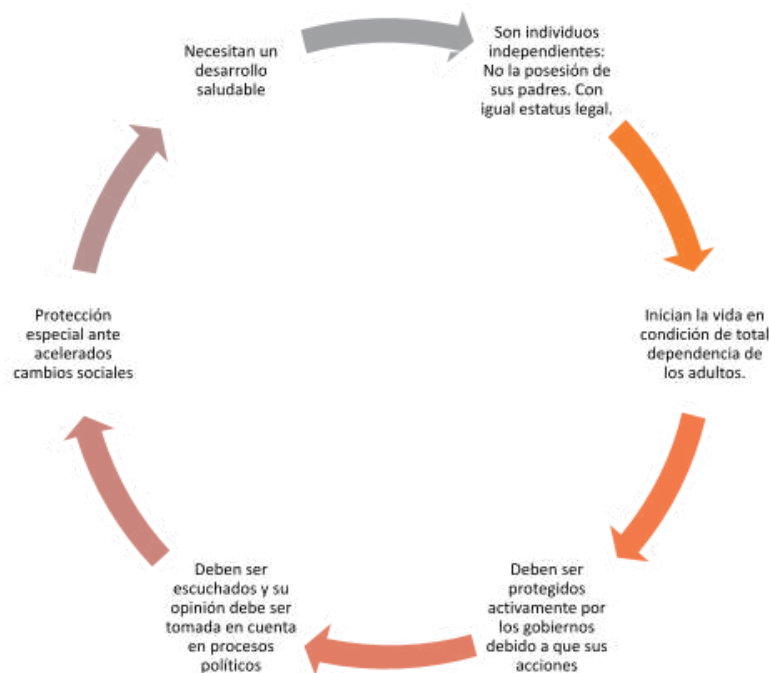 Son individuos
independientes:
No la posesión de
sus padres. Con
igual estatus legal.
Inician la vida en
condición de total
dependencia de
los adultos.
Deben ser
protegidos
activamente por
los gobiernos
debido a que sus
acciones
Deben ser
escuchados y su
opinión debe ser
tomada en cuenta
en procesos
políticos
Protección
especial ante
acelerados
cambios sociales
Necesitan un
desarrollo
saludable